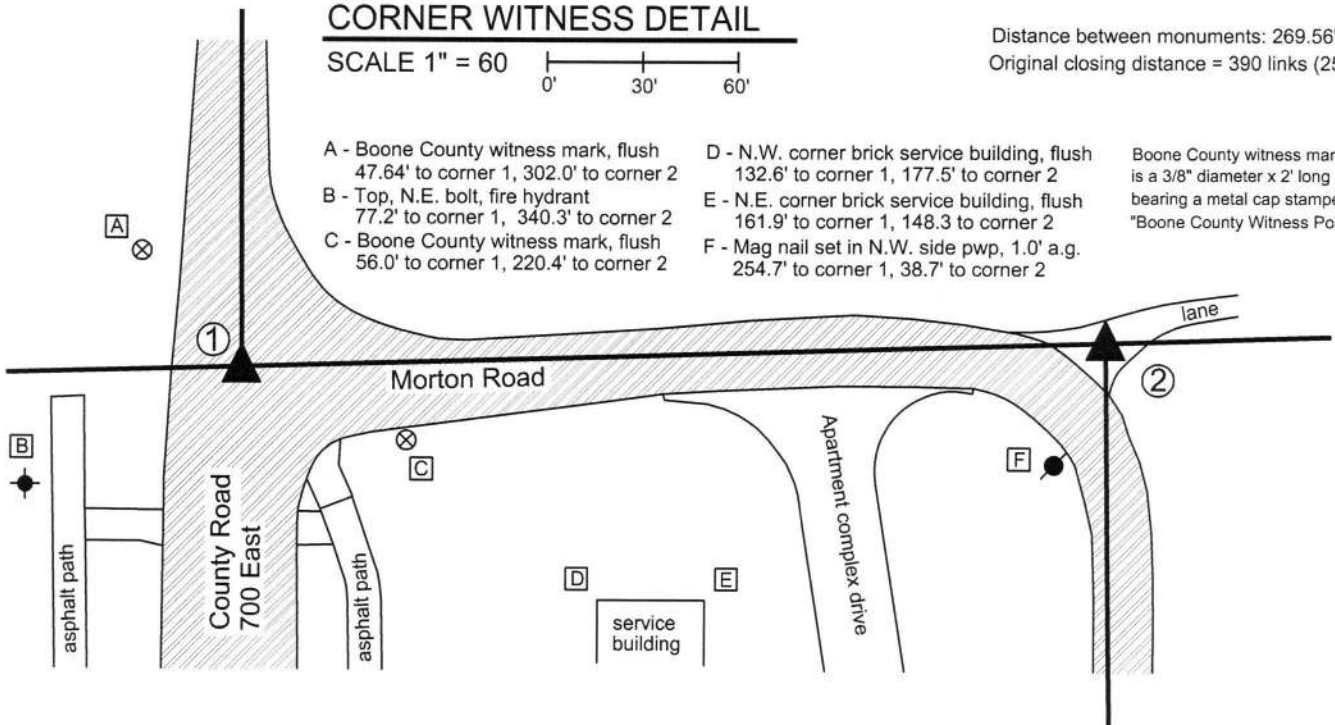 CORNER WITNESS DETAIL
SCALE 1" = 60
0' 30' 60'
Distance between monuments: 269.56'
Original closing distance = 390 links (25
A - Boone County witness mark, flush
47.64' to corner 1, 302.0' to corner 2
B - Top, N.E. bolt, fire hydrant
77.2' to corner 1, 340.3' to corner 2
C - Boone County witness mark, flush
56.0' to corner 1, 220.4' to corner 2
D - N.W. corner brick service building, flush
132.6' to corner 1, 177.5' to corner 2
E - N.E. corner brick service building, flush
161.9' to corner 1, 148.3 to corner 2
F - Mag nail set in N.W. side pwp, 1.0' a.g.
254.7' to corner 1, 38.7' to corner 2
Boone County witness mar
is a 3/8" diameter x 2' long
bearing a metal cap stampe
"Boone County Witness Po
A
1
lane
Morton Road
2
B
C
F
Apartment complex drive
County Road
700 East
asphalt path
asphalt path
D
E
service
building